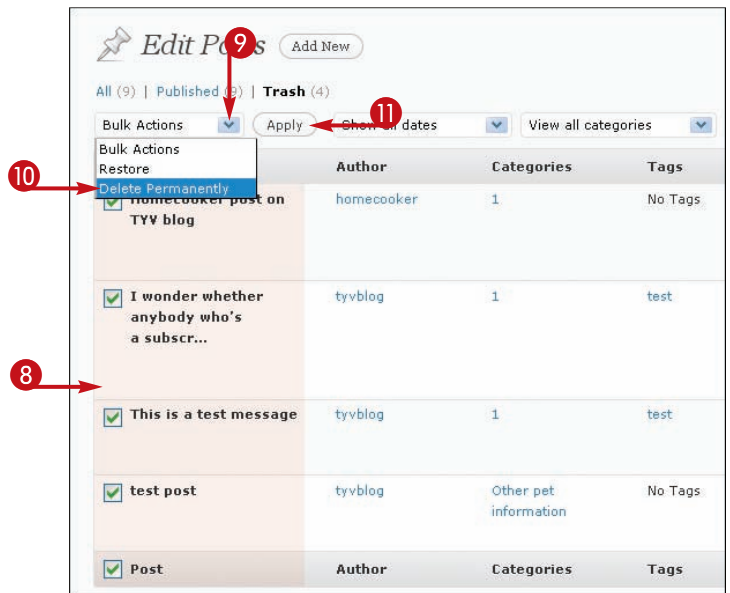 Edit Po s Add New
9
All (9) | Published (9) | Trash (4)
11
Bulk Actions Apply Show all dates View all categories
Bulk Actions
Restore
10
Delete Permanently
Author Categories Tags
Homecooker post on
TYV blog
homecooker 1 No Tags
I wonder whether
anybody who's
a subscr...
tyvblog 1 test
8
This is a test message tyvblog 1 test
test post tyvblog Other pet
information
No Tags
Post Author Categories Tags